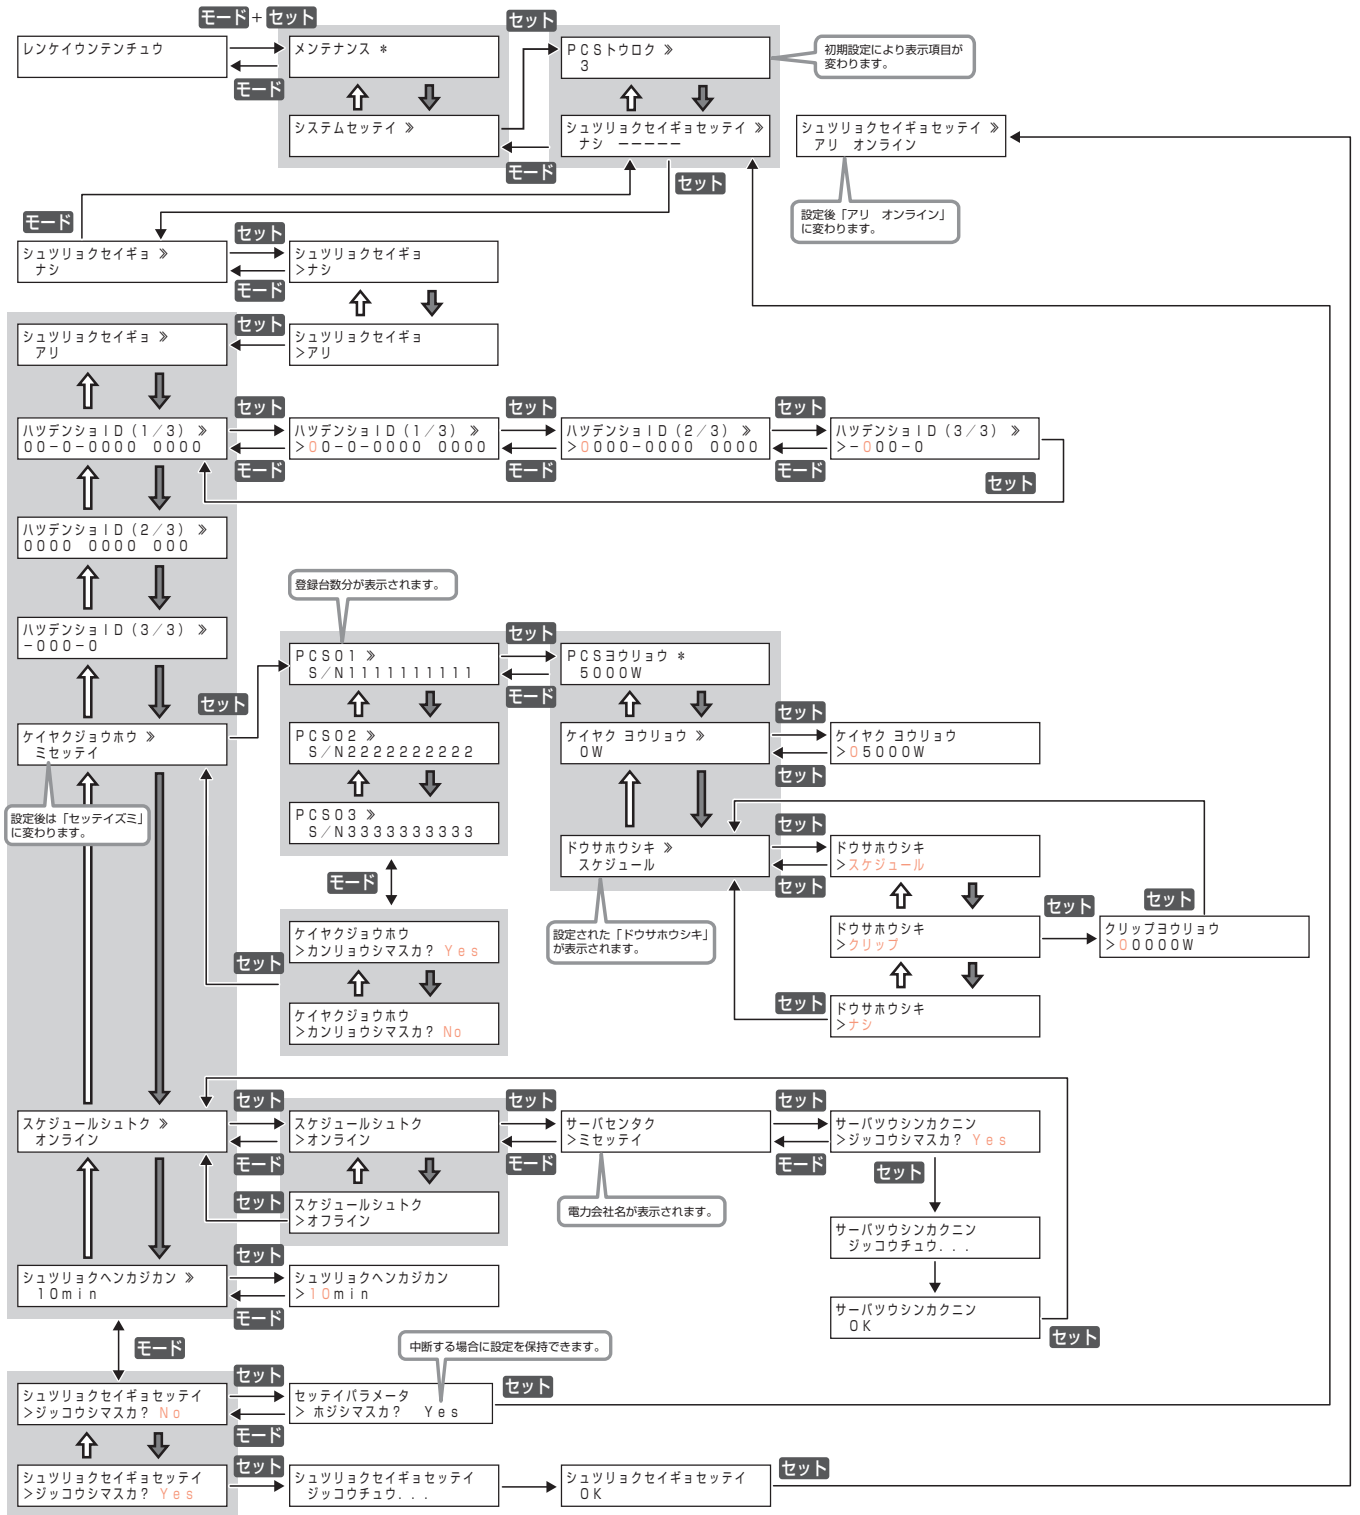 モード + セット
セット
レンケイウンテンチュウ
メンテナンス *
PCSトウロク 》
3
初期設定により表示項目が
変わります。
モード
システムセッテイ 》
シュツリョクセイギョセッテイ 》
ナシ −−−−−
シュツリョクセイギョセッテイ 》
アリ オンライン
モード
セット
設定後「アリ オンライン」
に変わります。
モード
セット
シュツリョクセイギョ 》
ナシ
シュツリョクセイギョ
>ナシ
モード
セット
シュツリョクセイギョ 》
アリ
シュツリョクセイギョ
>アリ
セット
セット
セット
ハツデンショID(1/3) 》
00-0-0000 0000
ハツデンショID(1/3) 》
>00-0-0000 0000
ハツデンショID(2/3) 》
>0000-0000 0000
ハツデンショID(3/3) 》
>-000-0
モード
モード
モード
セット
ハツデンショID(2/3) 》
0000 0000 000
登録台数分が表示されます。
ハツデンショID(3/3) 》
-000-0
セット
PCS01 》
S/N1111111111
PCSヨウリョウ *
5000W
モード
セット
セット
ケイヤクジョウホウ 》
ミセッテイ
PCS02 》
S/N2222222222
ケイヤク ヨウリョウ 》
0W
ケイヤク ヨウリョウ
>05000W
セット
設定後は「セッテイズミ」
に変わります。
PCS03 》
S/N3333333333
セット
ドウサホウシキ 》
スケジュール
ドウサホウシキ
>スケジュール
モード
セット
セット
セット
ケイヤクジョウホウ
>カンリョウシマスカ? Yes
設定された「ドウサホウシキ」
が表示されます。
ドウサホウシキ
>クリップ
クリップヨウリョウ
>00000W
セット
セット
ケイヤクジョウホウ
>カンリョウシマスカ? No
ドウサホウシキ
>ナシ
セット
セット
セット
スケジュールシュトク 》
オンライン
スケジュールシュトク
>オンライン
サーバセンタク
>ミセッテイ
サーバツウシンカクニン
>ジッコウシマスカ? Yes
モード
モード
モード
セット
セット
スケジュールシュトク
>オフライン
電力会社名が表示されます。
サーバツウシンカクニン
ジッコウチュウ...
セット
シュツリョクヘンカジカン 》
10min
シュツリョクヘンカジカン
>10min
モード
サーバツウシンカクニン
OK
セット
モード
中断する場合に設定を保持できます。
セット
シュツリョクセイギョセッテイ
>ジッコウシマスカ? No
セッテイパラメータ
> ホジシマスカ? Yes
セット
モード
セット
シュツリョクセイギョセッテイ
>ジッコウシマスカ? Yes
シュツリョクセイギョセッテイ
ジッコウチュウ...
シュツリョクセイギョセッテイ
OK
セット